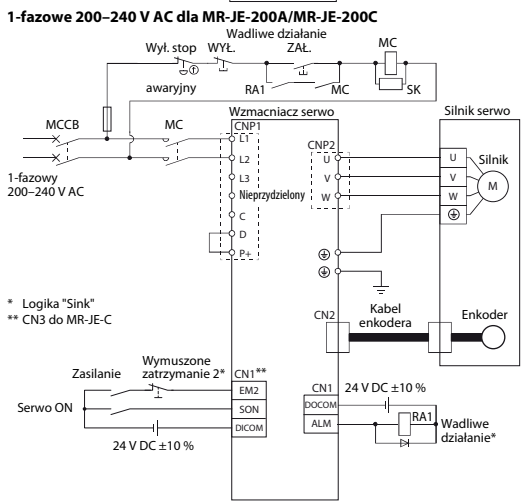 1-fazowe 200–240 V AC dla MR-JE-200A/MR-JE-200C
Wadliwe działanie
Wył. stop
WYŁ.
ZAŁ.
MC
awaryjny
RA1
MC
SK
MCCB
MC
Wzmacniacz serwo
Silnik serwo
CNP1
L1
CNP2
L2
U
U
Silnik
1-fazowy
200–240 V AC
L3
V
V
M
Nieprzydzielony
W
W
C
D
P+
* Logika "Sink"
** CN3 do MR-JE-C
CN2
Kabel
enkodera
Enkoder
Zasilanie
Wymuszone
zatrzymanie 2*
CN1**
EM2
CN1
24 V DC ±10 %
Serwo ON
SON
DOCOM
DICOM
ALM
RA1
Wadliwe
działanie*
24 V DC ±10 %